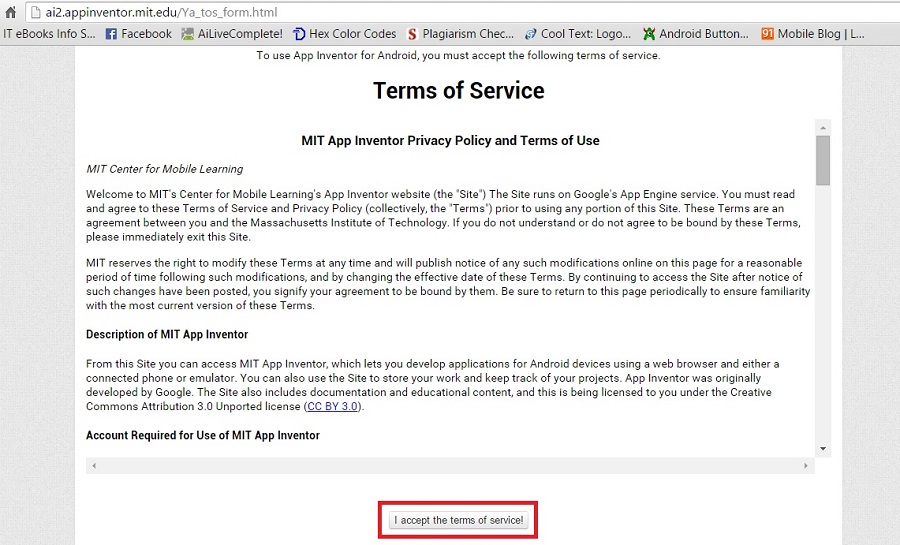 ai2.appinventor.mit.edu/Ya_tos_form.html
IT eBooks Info S... Facebook AiLiveComplete! Hex Color Codes Plagiarism Chec... Cool Text: Logo... Android Button... Mobile Blog | L...
To use App Inventor for Android, you must accept the following terms of service.
Terms of Service
MIT App Inventor Privacy Policy and Terms of Use
MIT Center for Mobile Learning
Welcome to MIT's Center for Mobile Learning's App Inventor website (the "Site") The Site runs on Google's App Engine service. You must read
and agree to these Terms of Service and Privacy Policy (collectively, the "Terms") prior to using any portion of this Site. These Terms are an
agreement between you and the Massachusetts Institute of Technology. If you do not understand or do not agree to be bound by these Terms,
please immediately exit this Site.
MIT reserves the right to modify these Terms at any time and will publish notice of any such modifications online on this page for a reasonable
period of time following such modifications, and by changing the effective date of these Terms. By continuing to access the Site after notice of
such changes have been posted, you signify your agreement to be bound by them. Be sure to return to this page periodically to ensure familiarity
with the most current version of these Terms.
Description of MIT App Inventor
From this Site you can access MIT App Inventor, which lets you develop applications for Android devices using a web browser and either a
connected phone or emulator. You can also use the Site to store your work and keep track of your projects. App Inventor was originally
developed by Google. The Site also includes documentation and educational content, and this is being licensed to you under the Creative
Commons Attribution 3.0 Unported license (CC BY 3.0).
Account Required for Use of MIT App Inventor
I accept the terms of service!